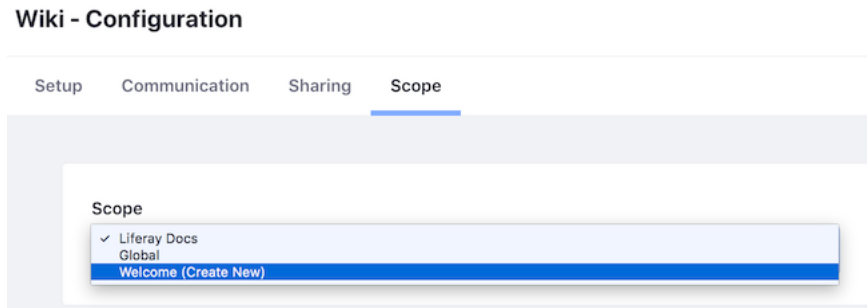 Wiki - Configuration
Setup Communication Sharing Scope
Scope
✓ Liferay Docs
Global
Welcome (Create New)